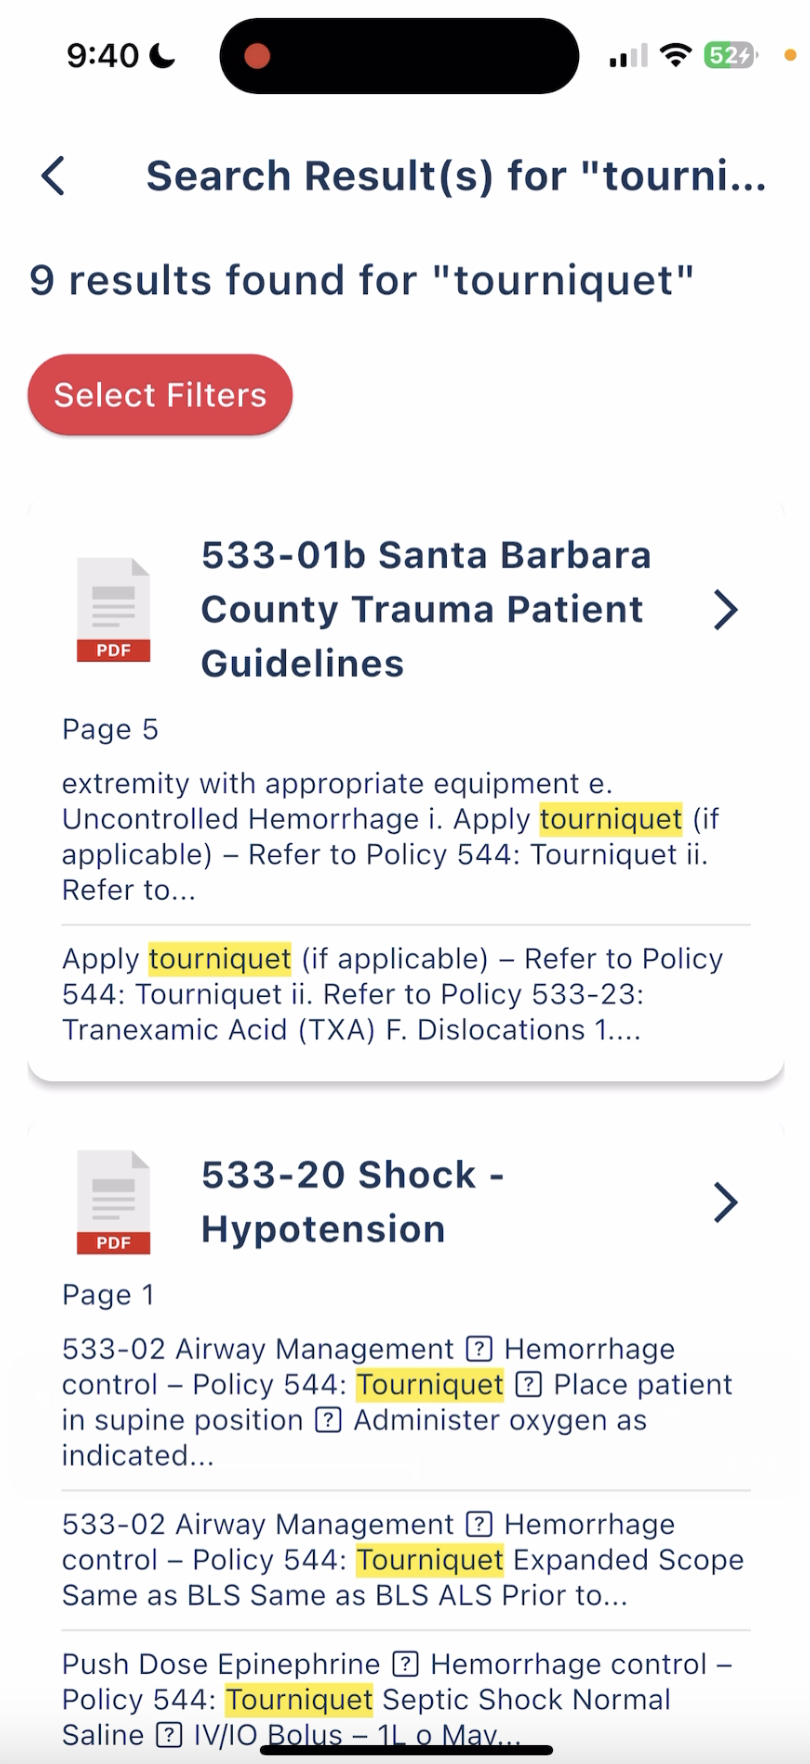 9:40
52
Search Result(s) for "tourni...
9 results found for "tourniquet"
Select Filters
533-01b Santa Barbara
County Trauma Patient
Guidelines
PDF
Page 5
extremity with appropriate equipment e.
Uncontrolled Hemorrhage i. Apply tourniquet (if
applicable) – Refer to Policy 544: Tourniquet ii.
Refer to...
Apply tourniquet (if applicable) – Refer to Policy
544: Tourniquet ii. Refer to Policy 533-23:
Tranexamic Acid (TXA) F. Dislocations 1....
533-20 Shock -
Hypotension
PDF
Page 1
533-02 Airway Management ⍰ Hemorrhage
control – Policy 544: Tourniquet ⍰ Place patient
in supine position ⍰ Administer oxygen as
indicated...
533-02 Airway Management ⍰ Hemorrhage
control – Policy 544: Tourniquet Expanded Scope
Same as BLS Same as BLS ALS Prior to...
Push Dose Epinephrine ⍰ Hemorrhage control –
Policy 544: Tourniquet Septic Shock Normal
Saline ⍰ IV/IO Bolus – 1L o May...